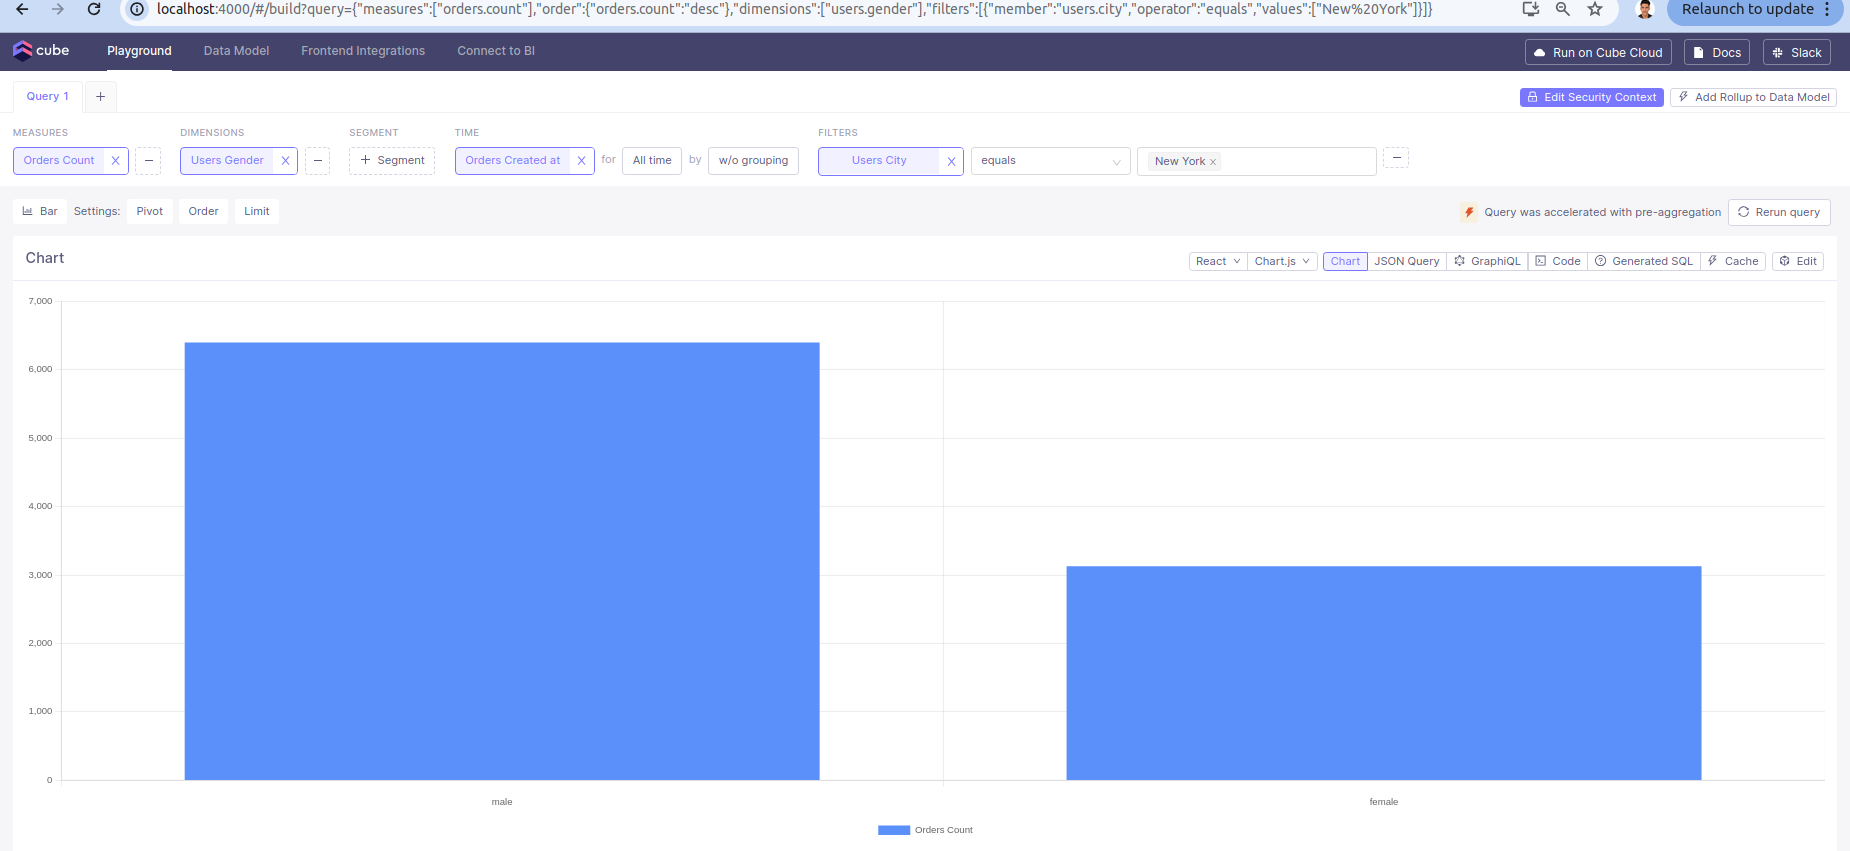 localhost:4000/#/build?query={"measures":["orders.count"],"order":{"orders.count":"desc"},"dimensions":["users.gender"],"filters":[{"member":"users.city","operator":"equals","values":["New%20York"]}]}
Relaunch to update
cube
Playground
Data Model
Frontend Integrations
Connect to BI
Run on Cube Cloud
Docs
Slack
Query 1
Edit Security Context
Add Rollup to Data Model
MEASURES
DIMENSIONS
SEGMENT
TIME
FILTERS
Orders Count
Users Gender
Segment
Orders Created at
for
All time
by
w/o grouping
Users City
equals
New York
Bar
Settings:
Pivot
Order
Limit
Query was accelerated with pre-aggregation
Rerun query
Chart
React
Chart.js
Chart
JSON Query
GraphiQL
Code
Generated SQL
Cache
Edit
7,000
6,000
5,000
4,000
3,000
2,000
1,000
0
male
female
Orders Count